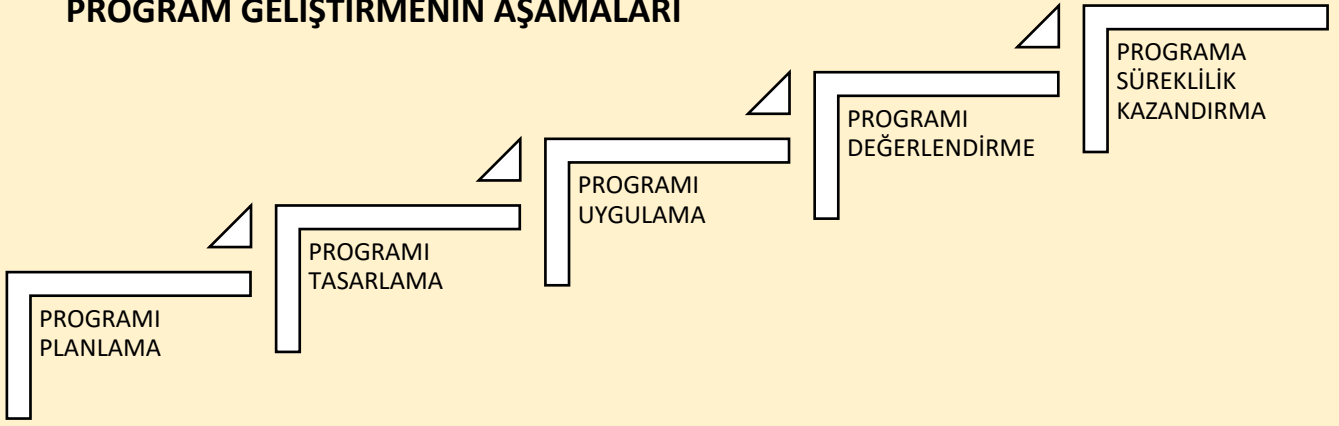 PROGRAM GELİŞTİRMENİN AŞAMALARI
PROGRAMI
PLANLAMA
PROGRAMI
TASARLAMA
PROGRAMI
UYGULAMA
PROGRAMI
DEĞERLENDİRME
PROGRAMA
SÜREKLİLİK
KAZANDIRMA